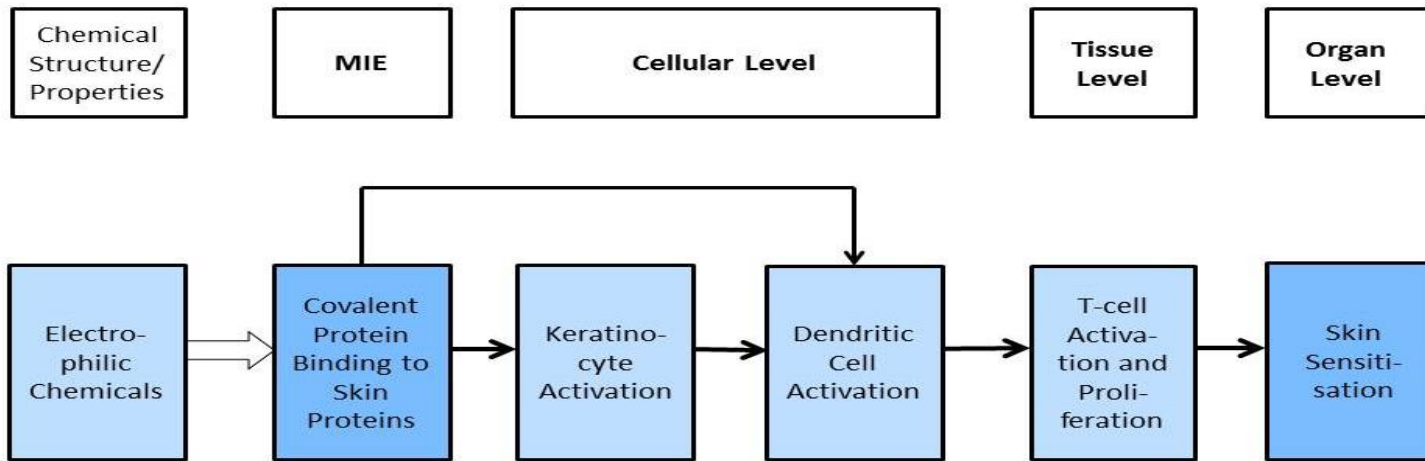 Chemical
Structure/
Properties
MIE
Cellular Level
Tissue
Level
Organ
Level
Electro-
philic
Chemicals
Covalent
Protein
Binding to
Skin
Proteins
Keratino-
cyte
Activation
Dendritic
Cell
Activation
T-cell
Activa-
tion and
Proli-
feration
Skin
Sensiti-
sation